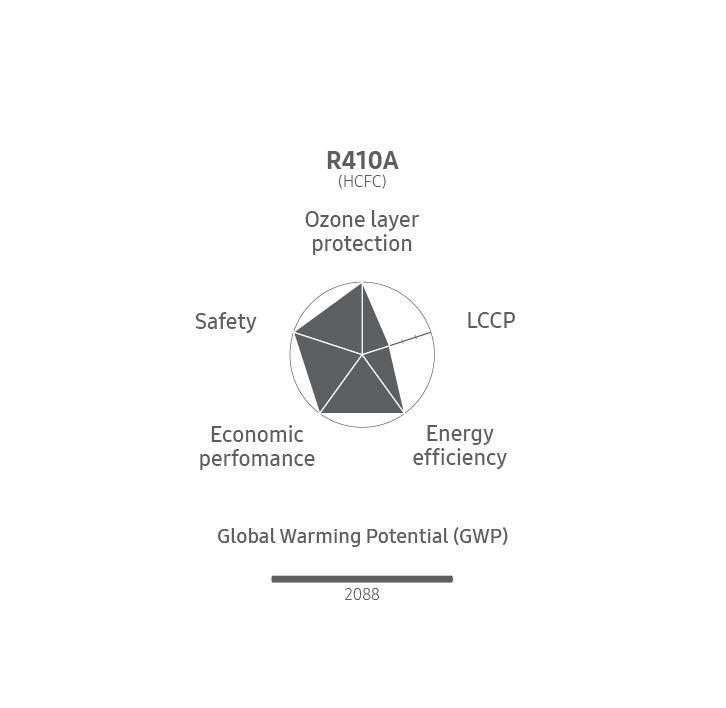 R410A
(HCFC)
Ozone layer
protection
Safety
LCCP
Economic
perfomance
Energy
efficiency
Global Warming Potential (GWP)
2088